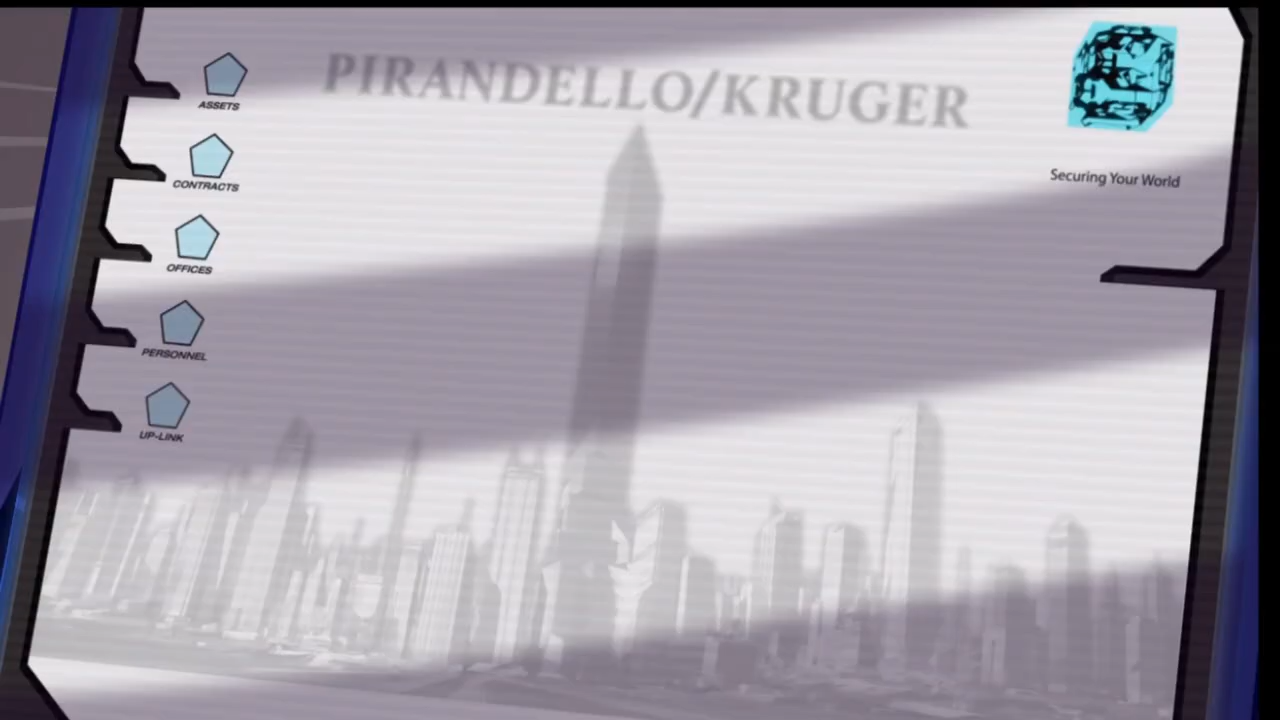 PIRANDELLO/KRUGER
Securing Your World
ASSETS
CONTRACTS
OFFICES
PERSONNEL
UP-LINK